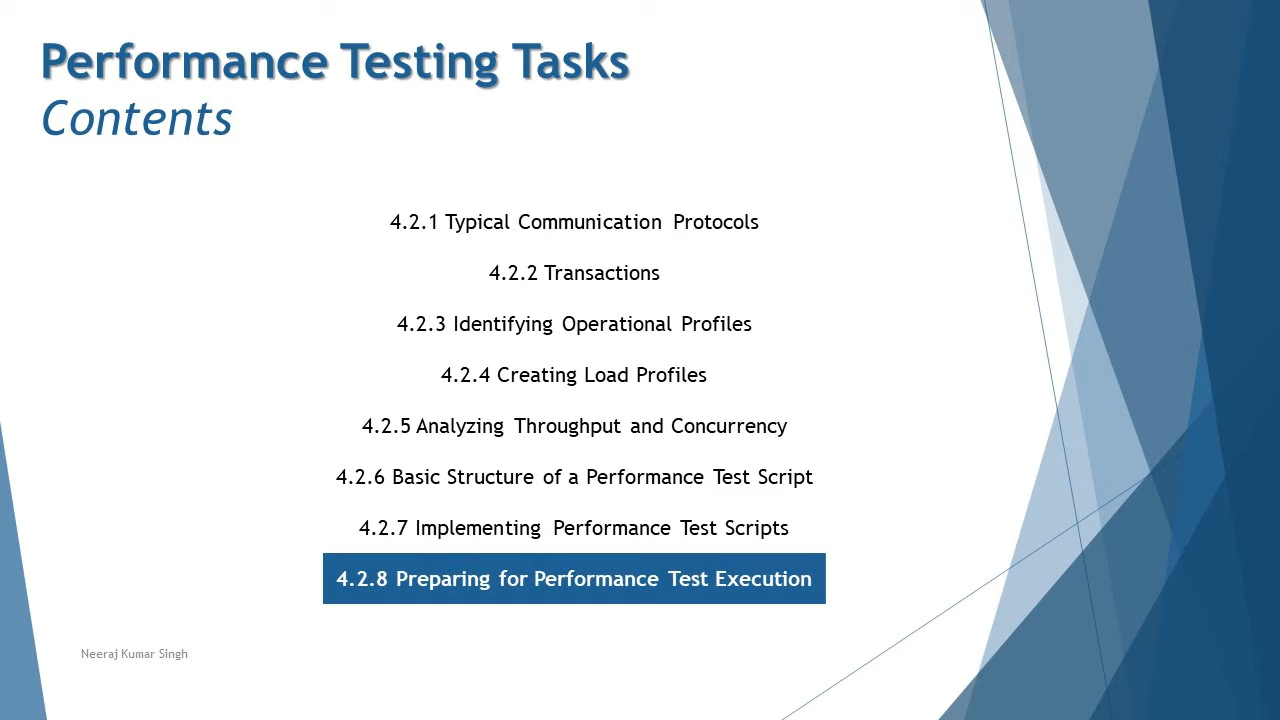 Performance Testing Tasks
Contents
4.2.1 Typical Communication Protocols
4.2.2 Transactions
4.2.3 Identifying Operational Profiles
4.2.4 Creating Load Profiles
4.2.5 Analyzing Throughput and Concurrency
4.2.6 Basic Structure of a Performance Test Script
4.2.7 Implementing Performance Test Scripts
4.2.8 Preparing for Performance Test Execution
Neeraj Kumar Singh